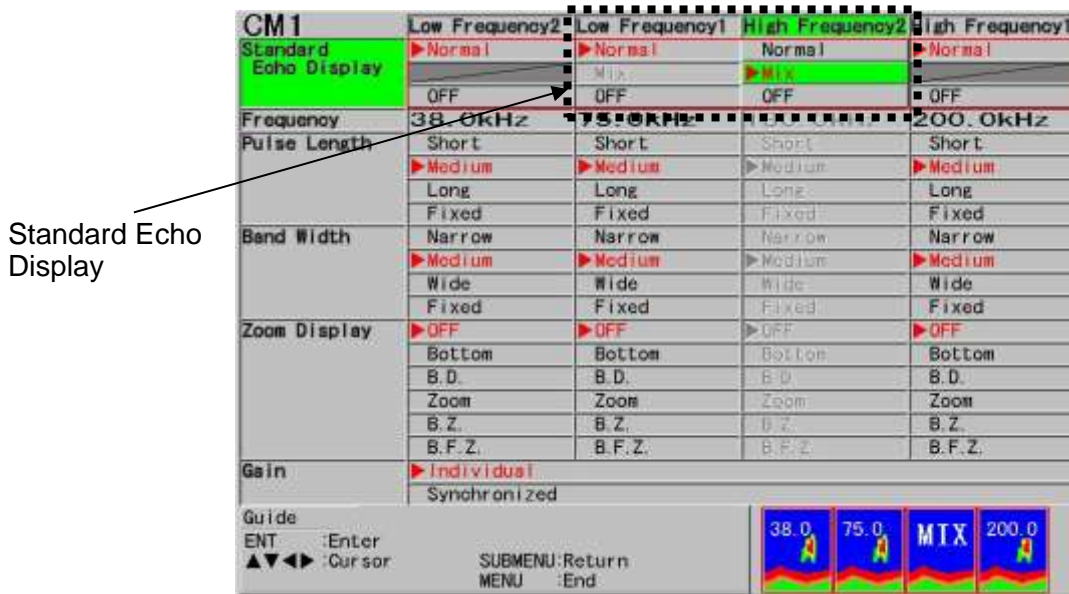 CM1 Low Frequency2 Low Frequency1 High Frequency2 High Frequency1
Standard Echo Display
▶Normal ▶Normal Normal ▶Normal
Mix ▶Mix
OFF OFF OFF OFF
Frequency 38.0kHz 75.0kHz 200.0kHz
Pulse Length Short Short Short Short
▶Medium ▶Medium ▶Medium ▶Medium
Long Long Long Long
Fixed Fixed Fixed Fixed
Band Width Narrow Narrow Narrow Narrow
▶Medium ▶Medium ▶Medium ▶Medium
Wide Wide Wide Wide
Fixed Fixed Fixed Fixed
Zoom Display ▶OFF ▶OFF ▶OFF ▶OFF
Bottom Bottom Bottom Bottom
B.D. B.D. B.D. B.D.
Zoom Zoom Zoom Zoom
B.Z. B.Z. B.Z. B.Z.
B.F.Z. B.F.Z. B.F.Z. B.F.Z.
Gain ▶Individual
Synchronized
Guide
ENT :Enter
▲▼◀▶ :Cursor SUBMENU:Return
MENU :End
38.0 75.0 MIX 200.0
Standard Echo
Display